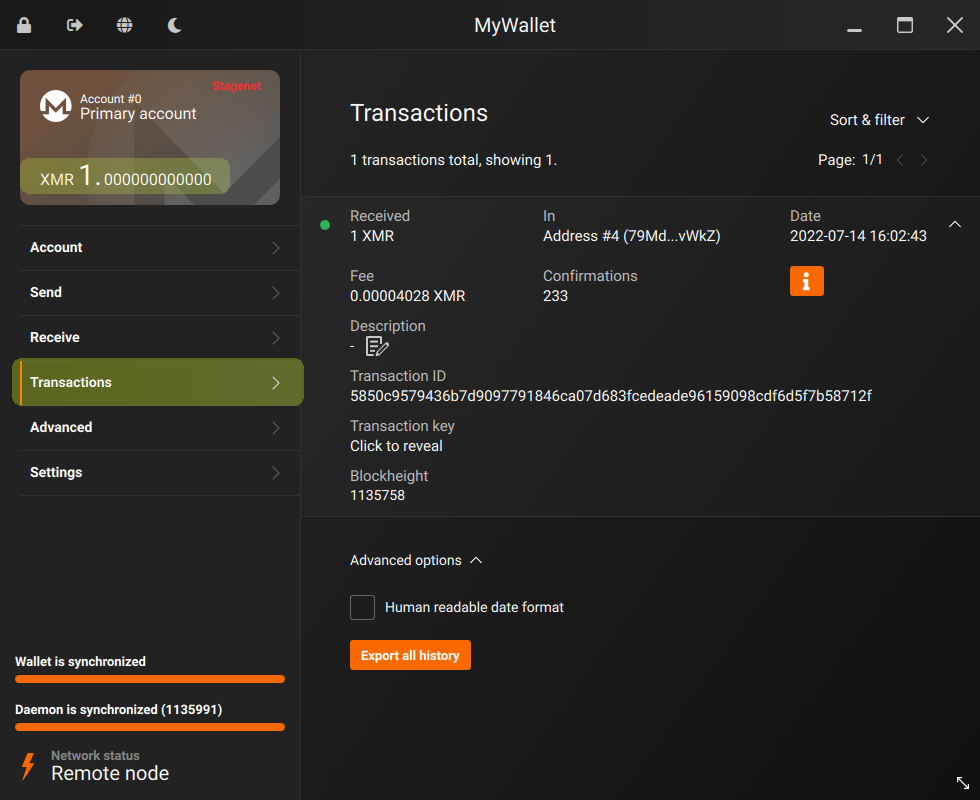 MyWallet
Account #0
Stagenet
Primary account
XMR 1.000000000000
Account
Send
Receive
Transactions
Advanced
Settings
Wallet is synchronized
Daemon is synchronized (1135991)
Network status
Remote node
Transactions
Sort & filter
1 transactions total, showing 1.
Page: 1/1
Received
1 XMR
In
Address #4 (79Md...vWkZ)
Date
2022-07-14 16:02:43
Fee
0.00004028 XMR
Confirmations
233
Description
-
Transaction ID
5850c9579436b7d9097791846ca07d683fcedeade96159098cdf6d5f7b58712f
Transaction key
Click to reveal
Blockheight
1135758
Advanced options
Human readable date format
Export all history